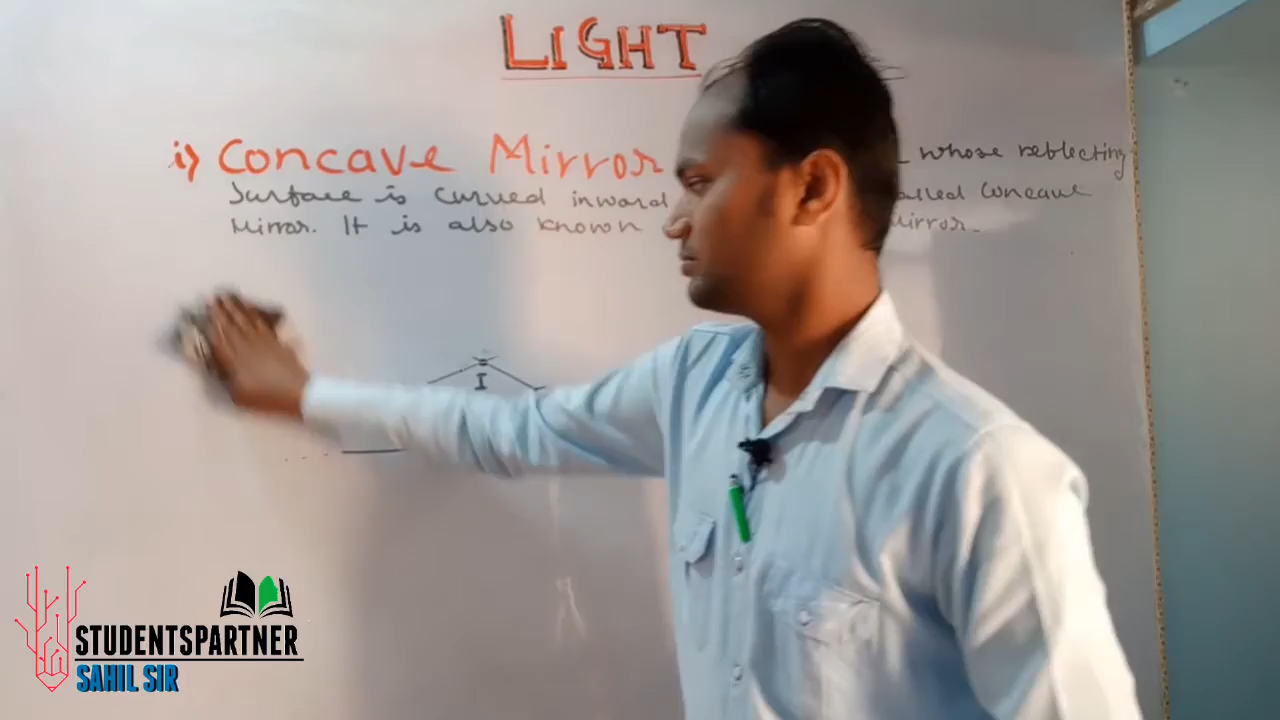 LIGHT
i) Concave Mirror whose reflecting
Surface is curved inward called Concave
Mirror. It is also known Mirror.
I
STUDENTSPARTNER
SAHIL SIR